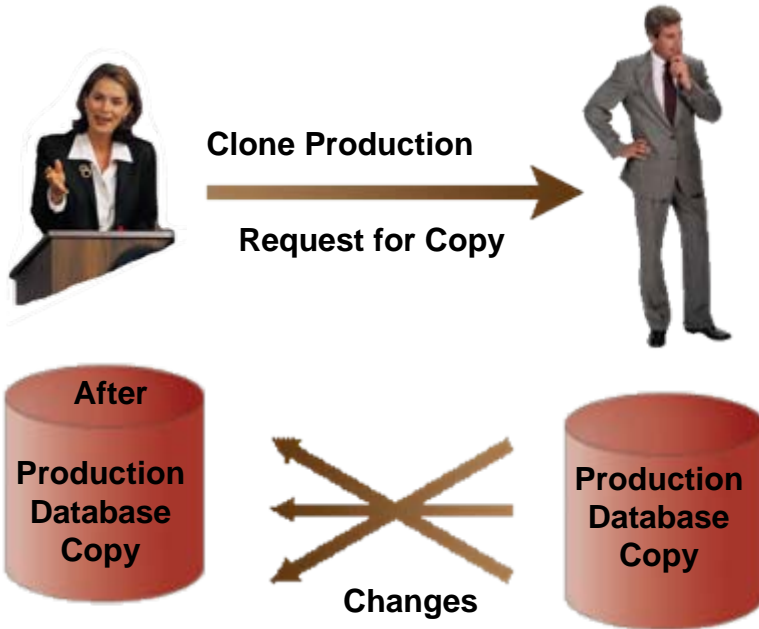 Clone Production
Request for Copy
After
Production
Database
Copy
Production
Database
Copy
Changes